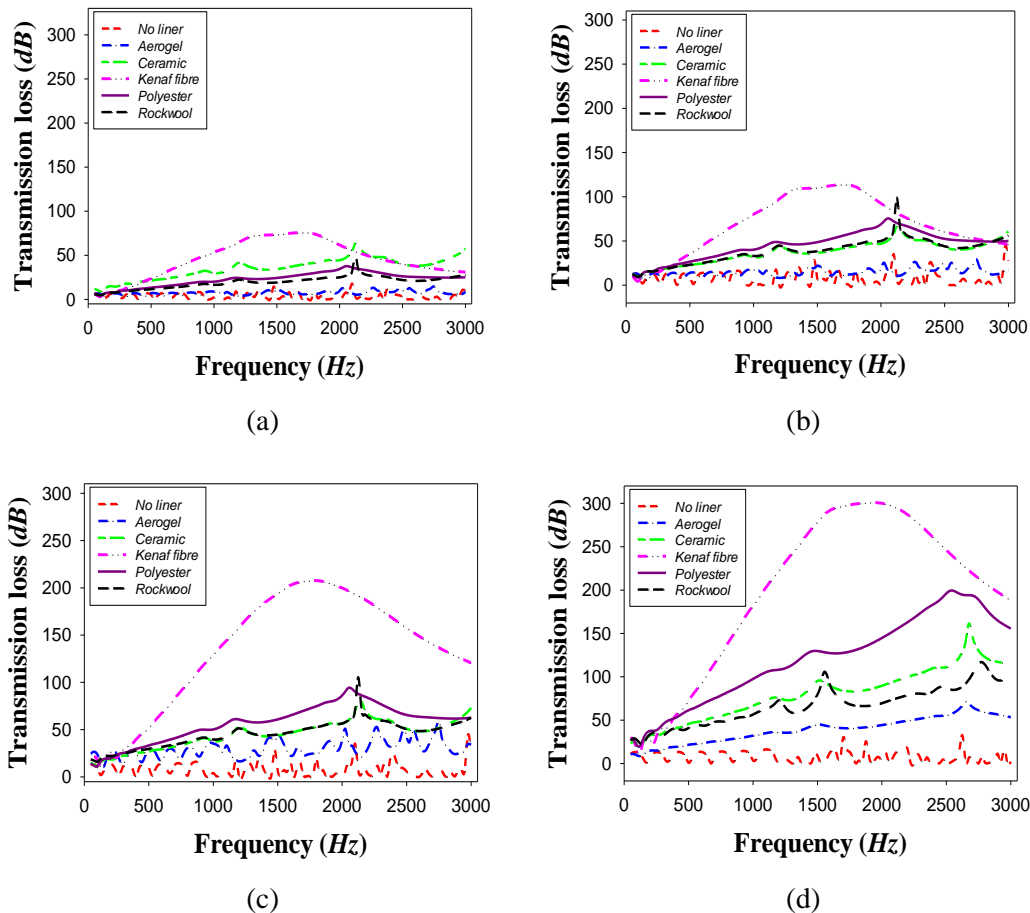 Transmission loss (dB)
300
250
200
150
100
50
0
No liner
Aerogel
Ceramic
Kenaf fibre
Polyester
Rockwool
0 500 1000 1500 2000 2500 3000
Frequency (Hz)
(a)
Transmission loss (dB)
300
250
200
150
100
50
0
No liner
Aerogel
Ceramic
Kenaf fibre
Polyester
Rockwool
0 500 1000 1500 2000 2500 3000
Frequency (Hz)
(b)
Transmission loss (dB)
300
250
200
150
100
50
0
No liner
Aerogel
Ceramic
Kenaf fibre
Polyester
Rockwool
0 500 1000 1500 2000 2500 3000
Frequency (Hz)
(c)
Transmission loss (dB)
300
250
200
150
100
50
0
No liner
Aerogel
Ceramic
Kenaf fibre
Polyester
Rockwool
0 500 1000 1500 2000 2500 3000
Frequency (Hz)
(d)